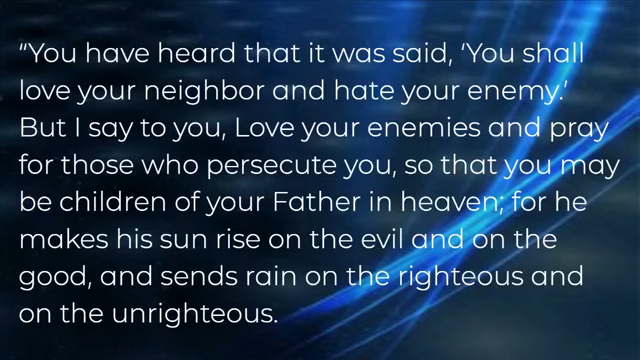 “You have heard that it was said, ‘You shall
love your neighbor and hate your enemy.’
But I say to you, Love your enemies and pray
for those who persecute you, so that you may
be children of your Father in heaven; for he
makes his sun rise on the evil and on the
good, and sends rain on the righteous and
on the unrighteous.